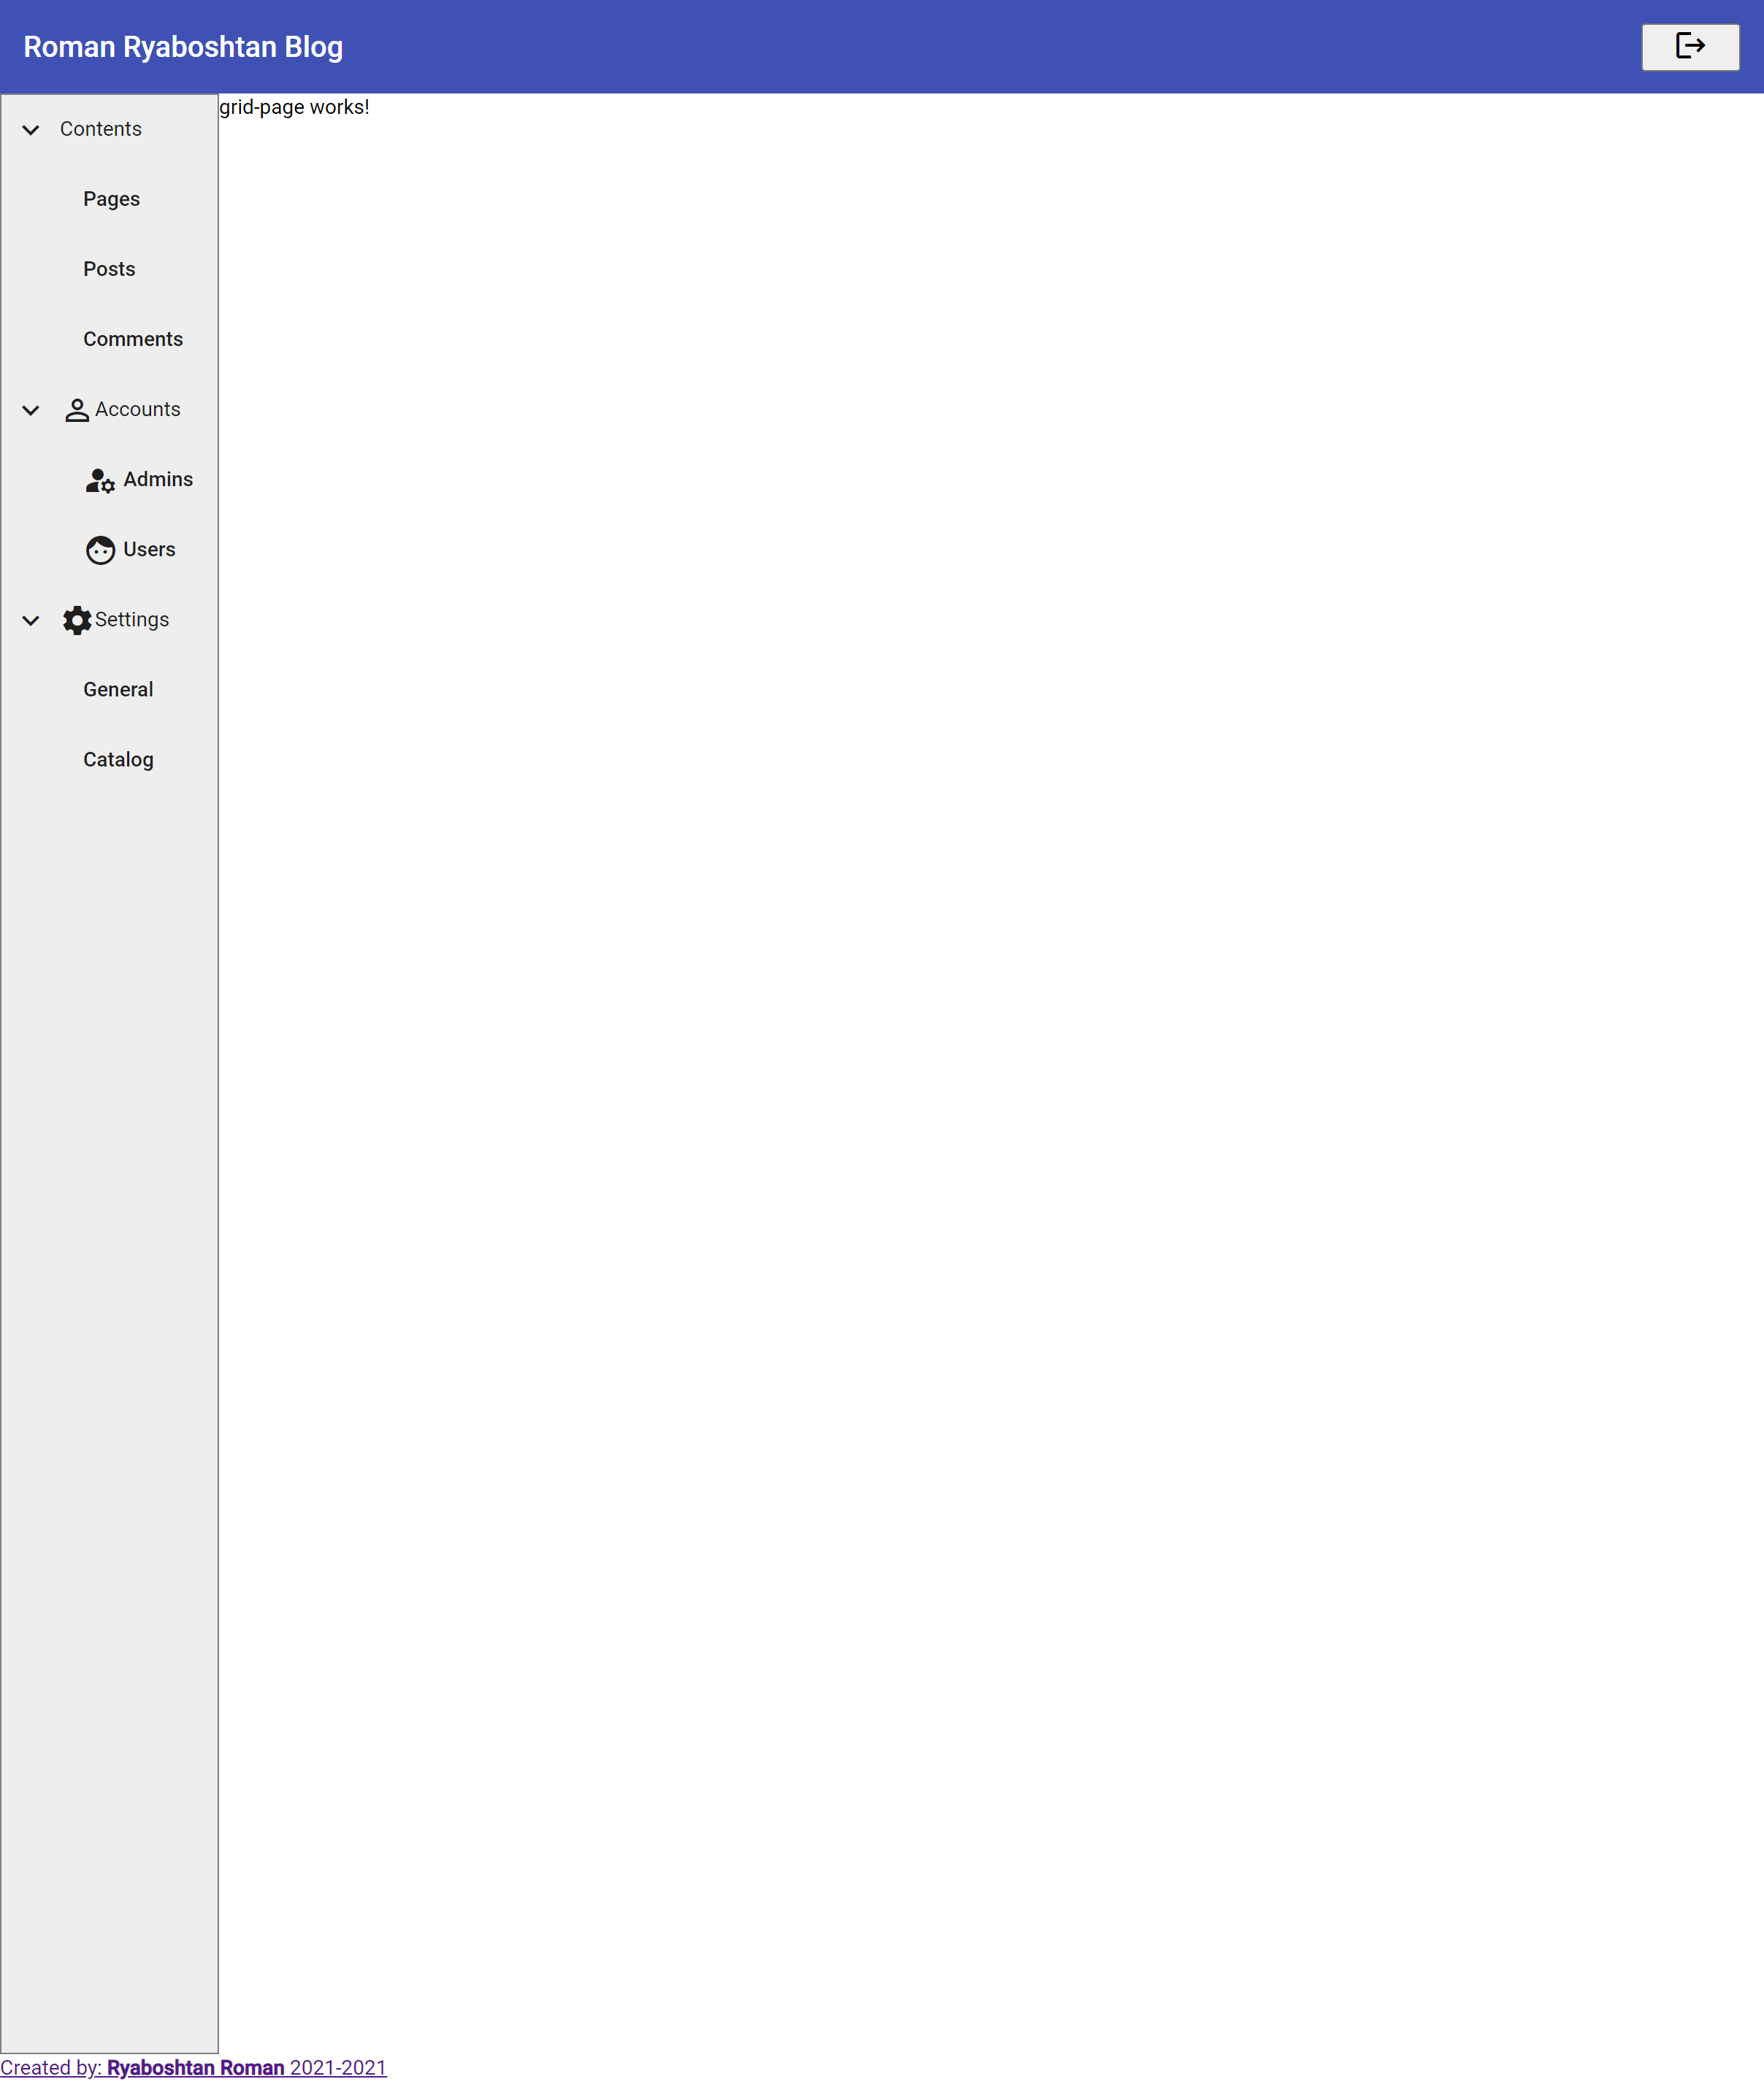 Roman Ryaboshtan Blog
Contents
Pages
Posts
Comments
Accounts
Admins
Users
Settings
General
Catalog
grid-page works!
Created by: Ryaboshtan Roman 2021-2021